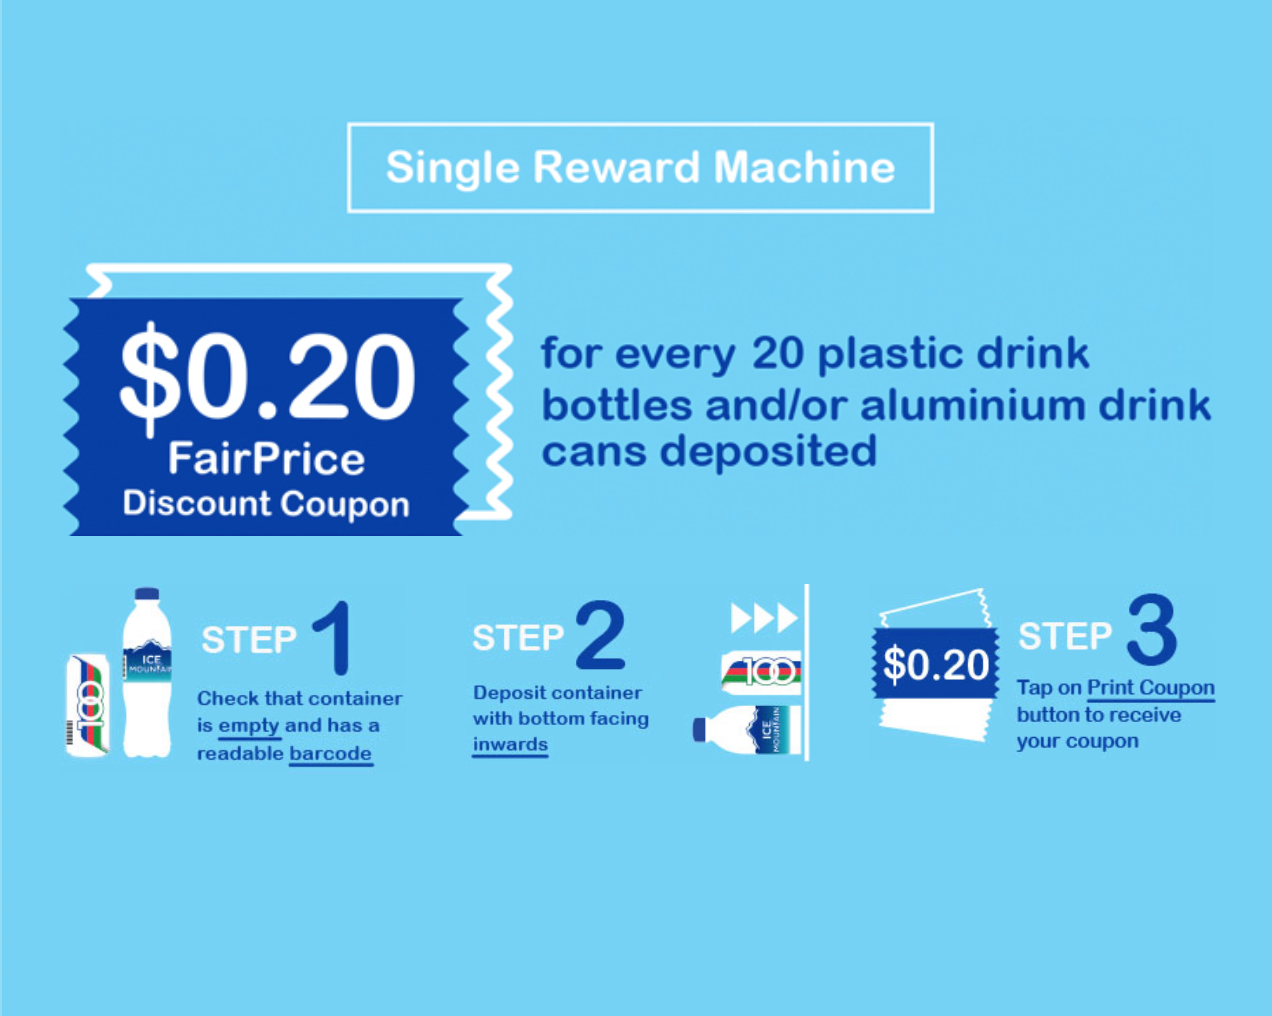 Single Reward Machine
$0.20
FairPrice
Discount Coupon
for every 20 plastic drink
bottles and/or aluminium drink
cans deposited
100
ICE
MOUNTAIN
STEP 1
Check that container
is empty and has a
readable barcode
STEP 2
Deposit container
with bottom facing
inwards
100
ICE
MOUNTAIN
$0.20
STEP 3
Tap on Print Coupon
button to receive
your coupon